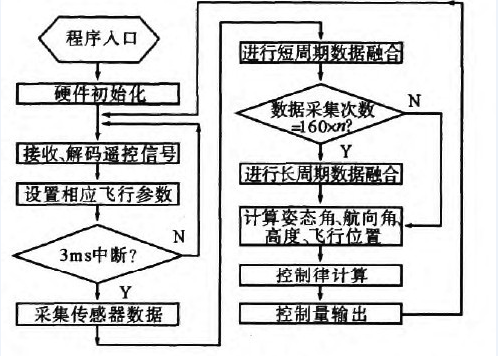 程序入口
硬件初始化
接收、解码遥控信号
设置相应飞行参数
3ms中断?
N
Y
采集传感器数据
进行短周期数据融合
数据采集次数
=160×n?
N
Y
进行长周期数据融合
计算姿态角、航向角、
高度、飞行位置
控制律计算
控制量输出